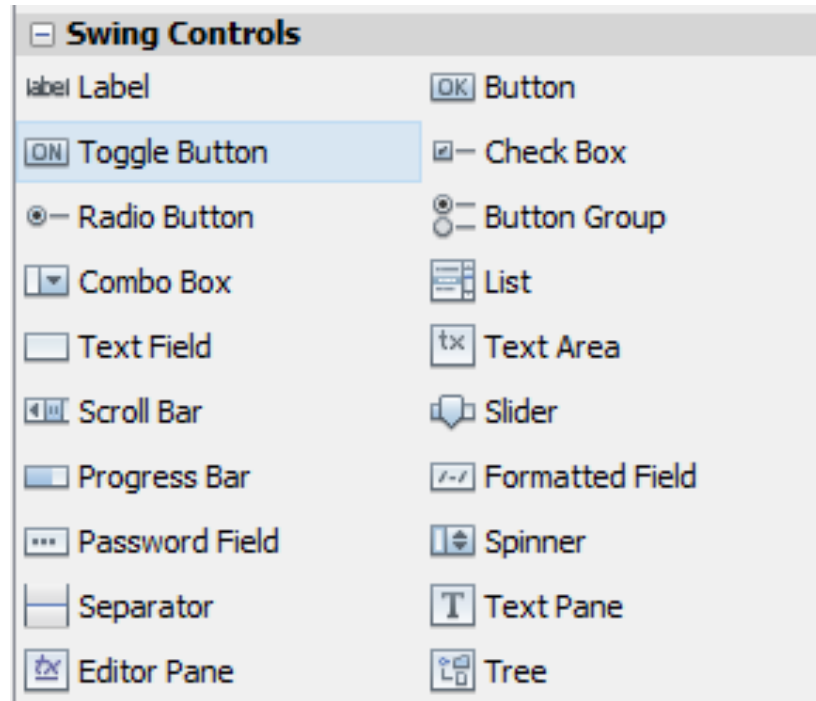 Swing Controls
label Label
OK Button
ON Toggle Button
Check Box
Radio Button
Button Group
Combo Box
List
Text Field
tx Text Area
Scroll Bar
Slider
Progress Bar
Formatted Field
Password Field
Spinner
Separator
T Text Pane
tx Editor Pane
Tree